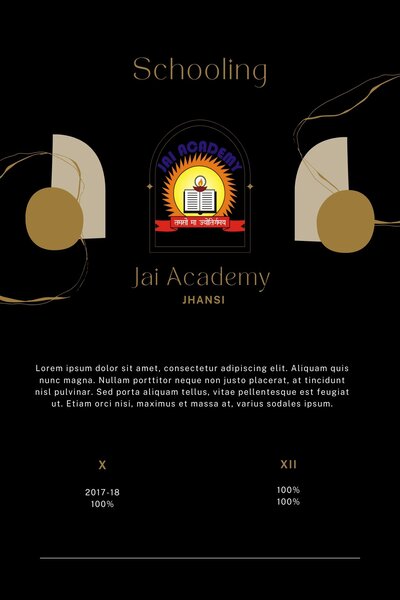 Schooling
JAI ACADEMY
तमसो मा ज्योतिर्गमय
Jai Academy
JHANSI
Lorem ipsum dolor sit amet, consectetur adipiscing elit. Aliquam quis
nunc magna. Nullam porttitor neque non justo placerat, at tincidunt
nisl pulvinar. Sed porta aliquam tellus, vitae pellentesque est feugiat
ut. Etiam orci nisi, maximus et massa at, varius sodales ipsum.
X
2017-18
100%
XII
100%
100%